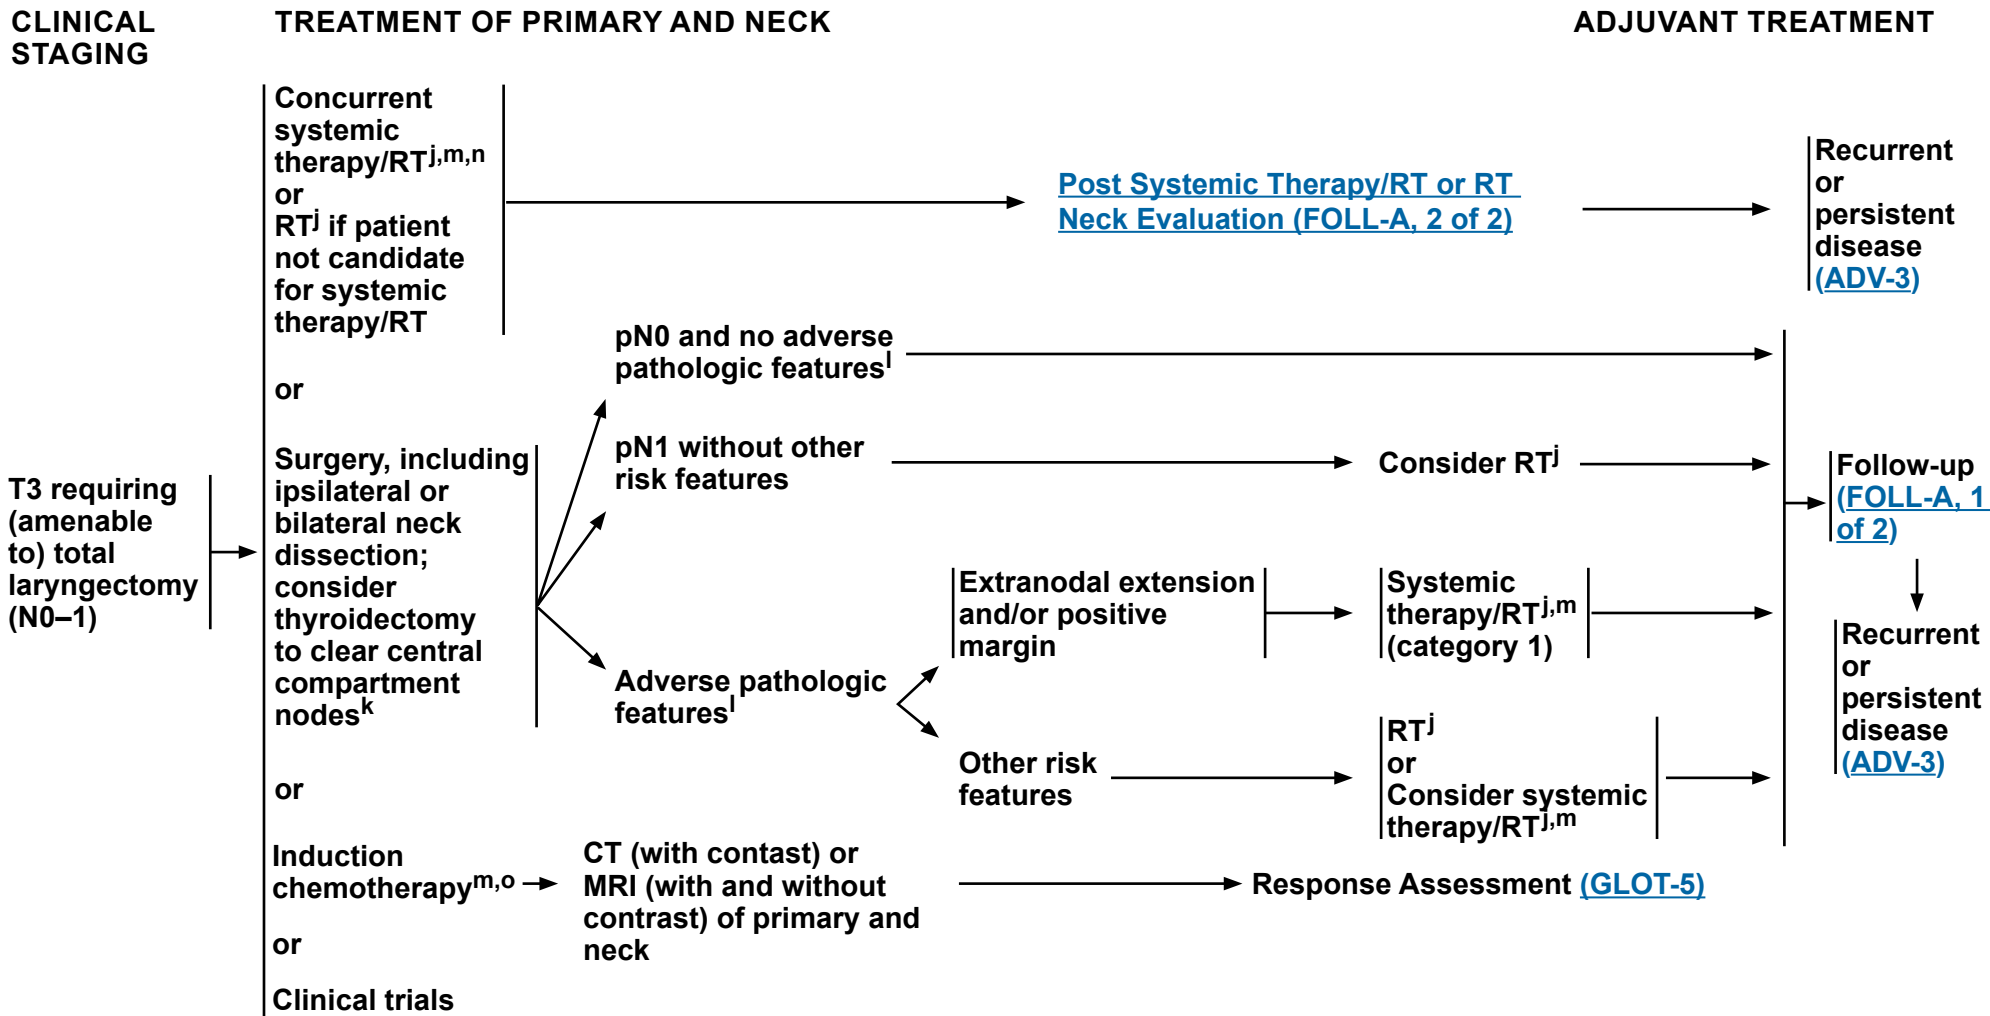 CLINICAL
STAGING
TREATMENT OF PRIMARY AND NECK
ADJUVANT TREATMENT
T3 requiring
(amenable
to) total
laryngectomy
(N0–1)
Concurrent
systemic
therapy/RTj,m,n
or
RTj if patient
not candidate
for systemic
therapy/RT
Post Systemic Therapy/RT or RT
Neck Evaluation (FOLL-A, 2 of 2)
Recurrent
or
persistent
disease
(ADV-3)
or
Surgery, including
ipsilateral or
bilateral neck
dissection;
consider
thyroidectomy
to clear central
compartment
nodesk
pN0 and no adverse
pathologic featuresl
pN1 without other
risk features
Consider RTj
Adverse pathologic
featuresl
Extranodal extension
and/or positive
margin
Systemic
therapy/RTj,m
(category 1)
Other risk
features
RTj
or
Consider systemic
therapy/RTj,m
Follow-up
(FOLL-A, 1
of 2)
Recurrent
or
persistent
disease
(ADV-3)
or
Induction
chemotherapym,o
CT (with contast) or
MRI (with and without
contrast) of primary and
neck
Response Assessment (GLOT-5)
or
Clinical trials